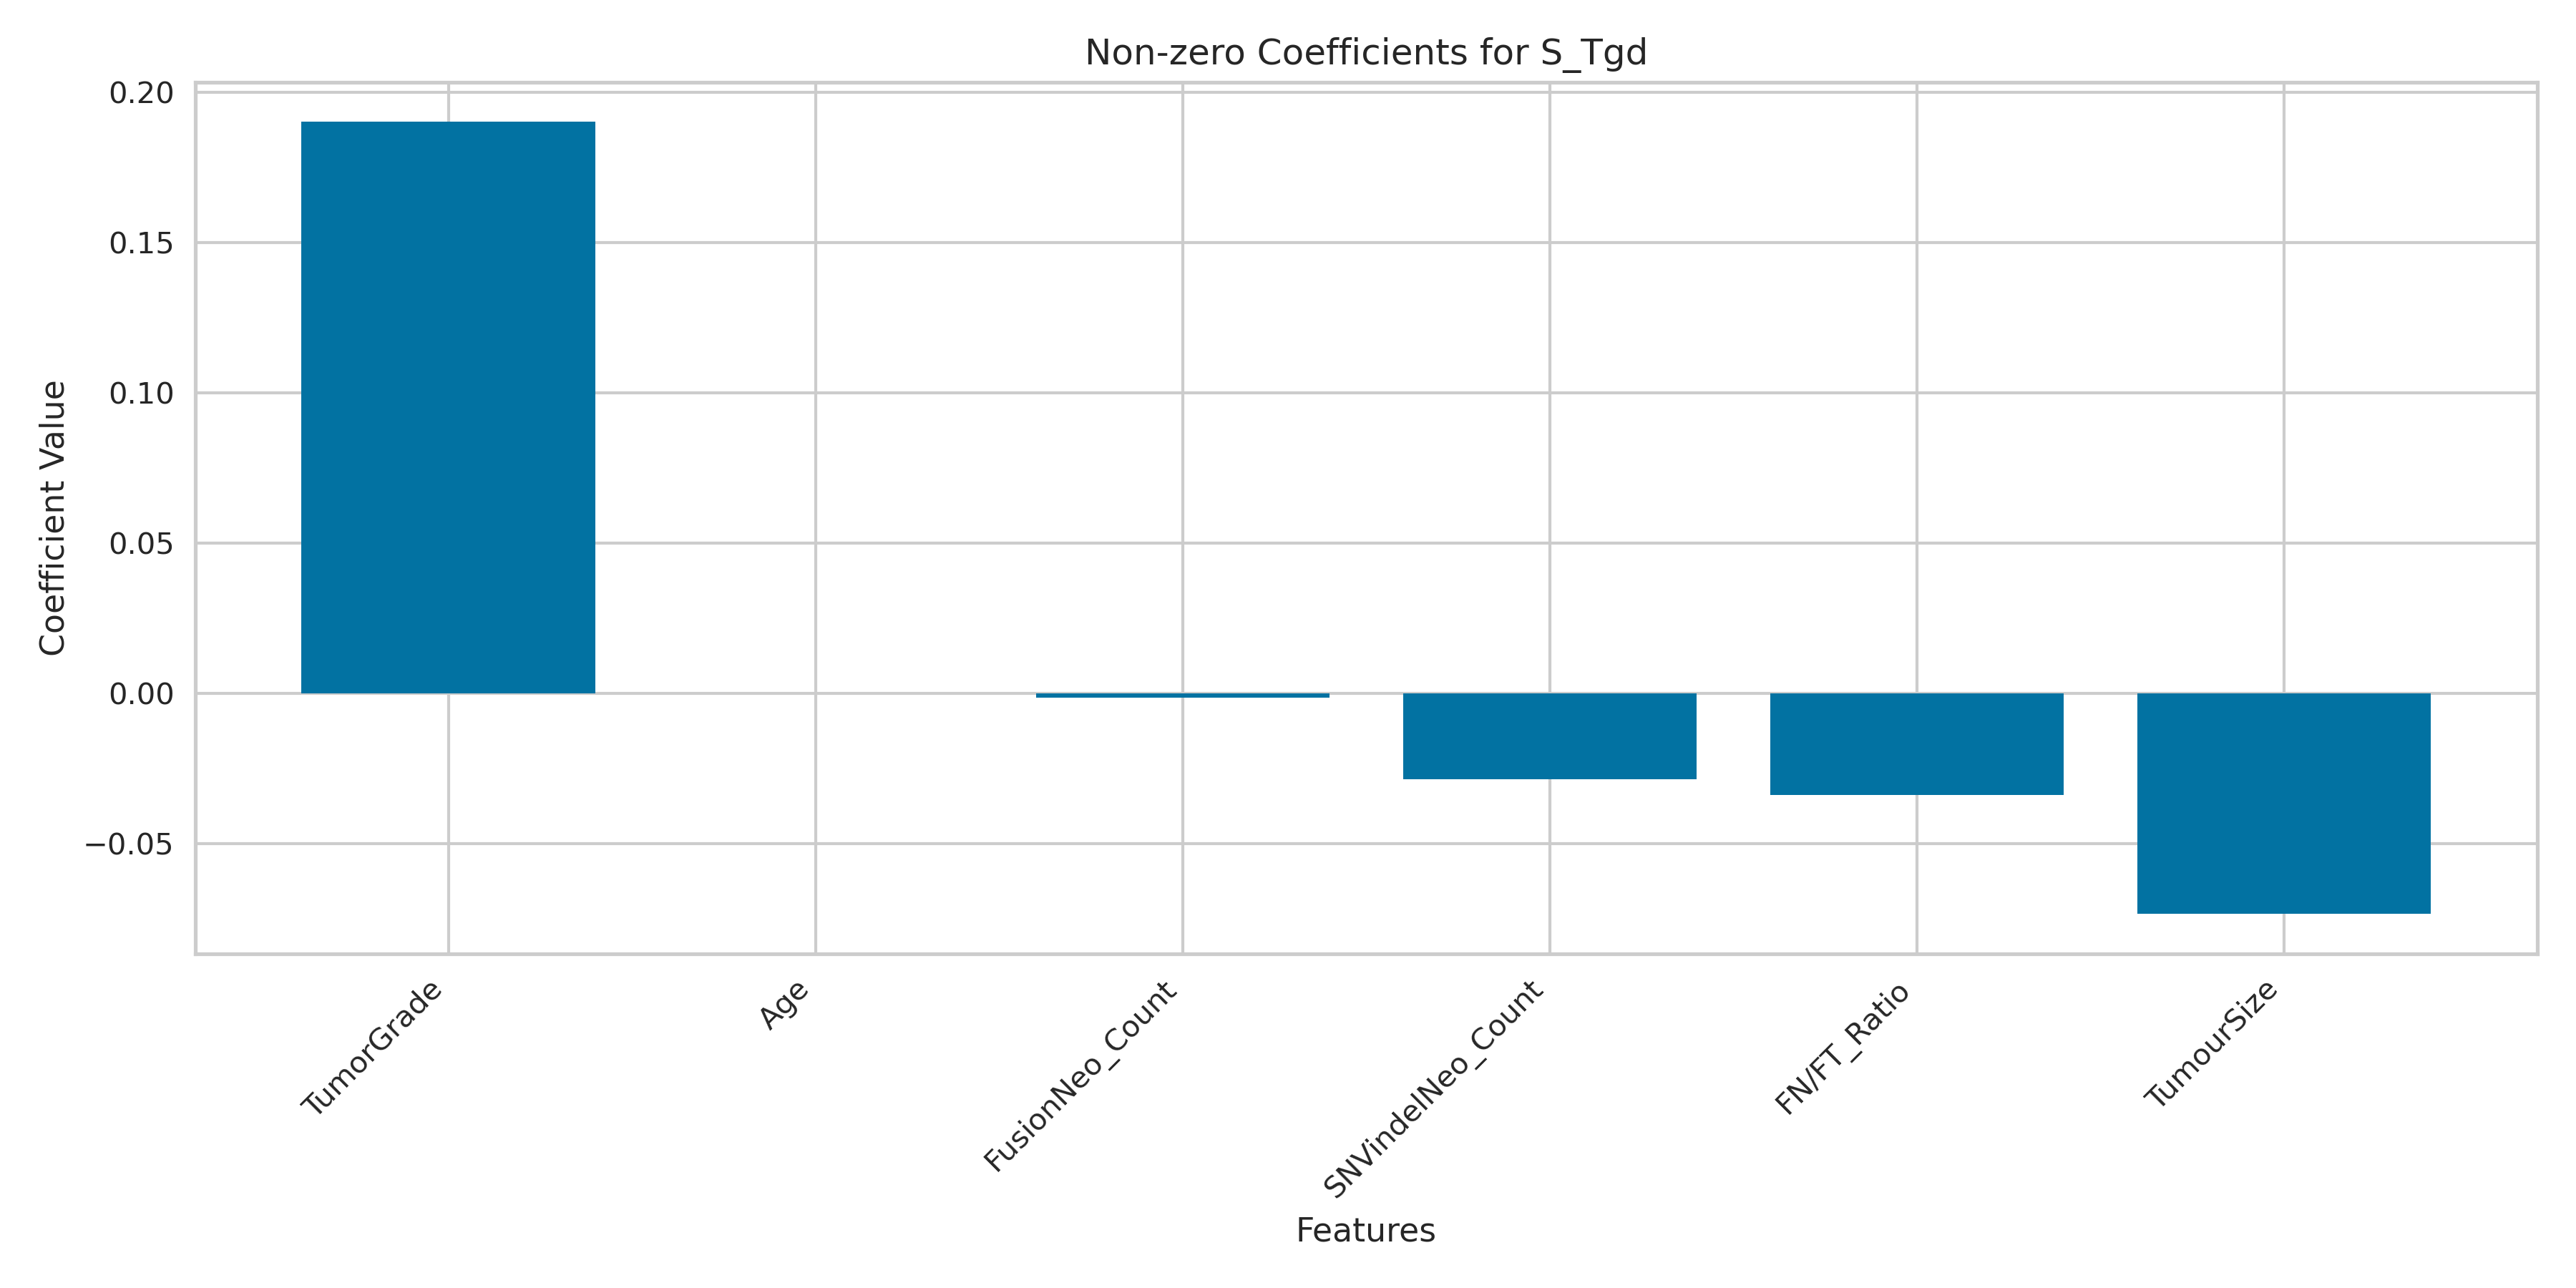 Non-zero Coefficients for S_Tgd
Coefficient Value
0.20
0.15
0.10
0.05
0.00
−0.05
TumorGrade
Age
FusionNeo_Count
SNVindelNeo_Count
FN/FT_Ratio
TumourSize
Features